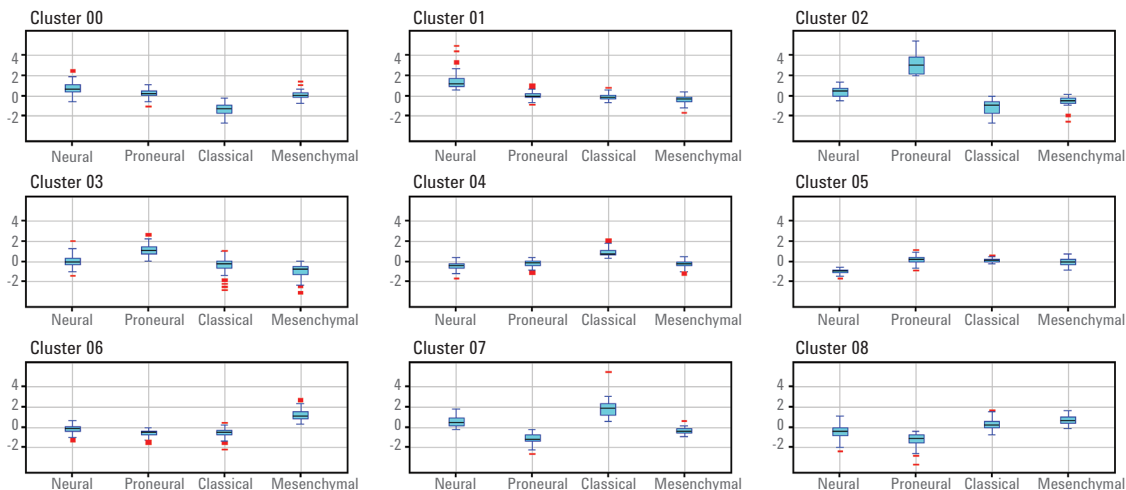 Cluster 00 Cluster 01 Cluster 02
4 4 4
2 2 2
0 0 0
-2 -2 -2
Neural Proneural Classical Mesenchymal Neural Proneural Classical Mesenchymal Neural Proneural Classical Mesenchymal
Cluster 03 Cluster 04 Cluster 05
4 4 4
2 2 2
0 0 0
-2 -2 -2
Neural Proneural Classical Mesenchymal Neural Proneural Classical Mesenchymal Neural Proneural Classical Mesenchymal
Cluster 06 Cluster 07 Cluster 08
4 4 4
2 2 2
0 0 0
-2 -2 -2
Neural Proneural Classical Mesenchymal Neural Proneural Classical Mesenchymal Neural Proneural Classical Mesenchymal